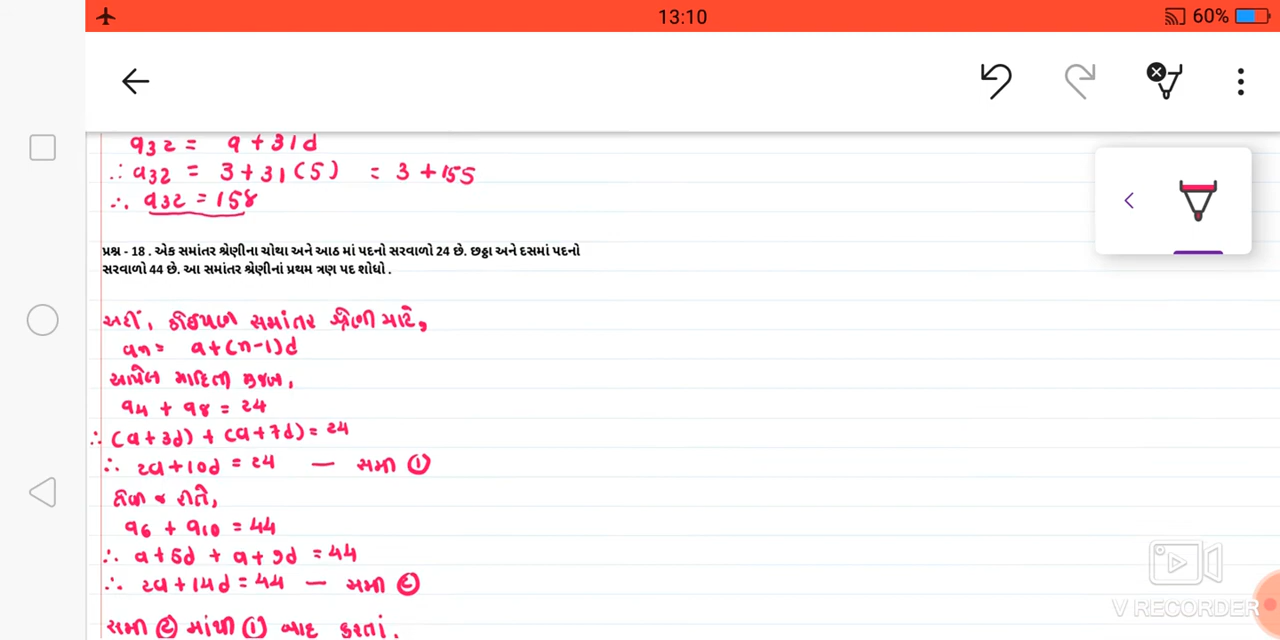 13:10
60%
a32 = a + 31d
∴ a32 = 3 + 31 (5) = 3 + 155
∴ a32 = 158
પ્રશ્ન - 18 . એક સમાંતર શ્રેણીના ચોથા અને આઠ માં પદનો સરવાળો 24 છે. છઠ્ઠા અને દસમાં પદનો
સરવાળો 44 છે. આ સમાંતર શ્રેણીનાં પ્રથમ ત્રણ પદ શોધો .
અહીં, કોઈપણ સમાંતર શ્રેણી માટે,
an = a + (n-1)d
આપેલ માહિતી મુજબ,
a4 + a8 = 24
∴ (a + 3d) + (a + 7d) = 24
∴ 2a + 10d = 24 — સમી ①
તેવી જ રીતે,
a6 + a10 = 44
∴ a + 5d + a + 9d = 44
∴ 2a + 14d = 44 — સમી ②
સમી ② માંથી ① બાદ કરતાં,
V RECORDER